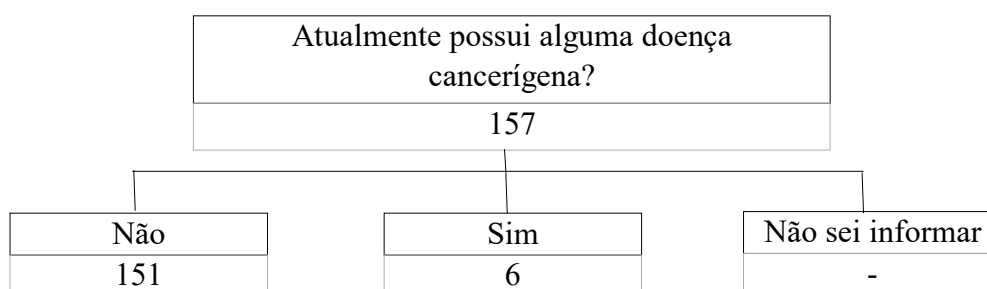 Atualmente possui alguma doença
cancerígena?
157
Não
Sim
Não sei informar
151
6
-